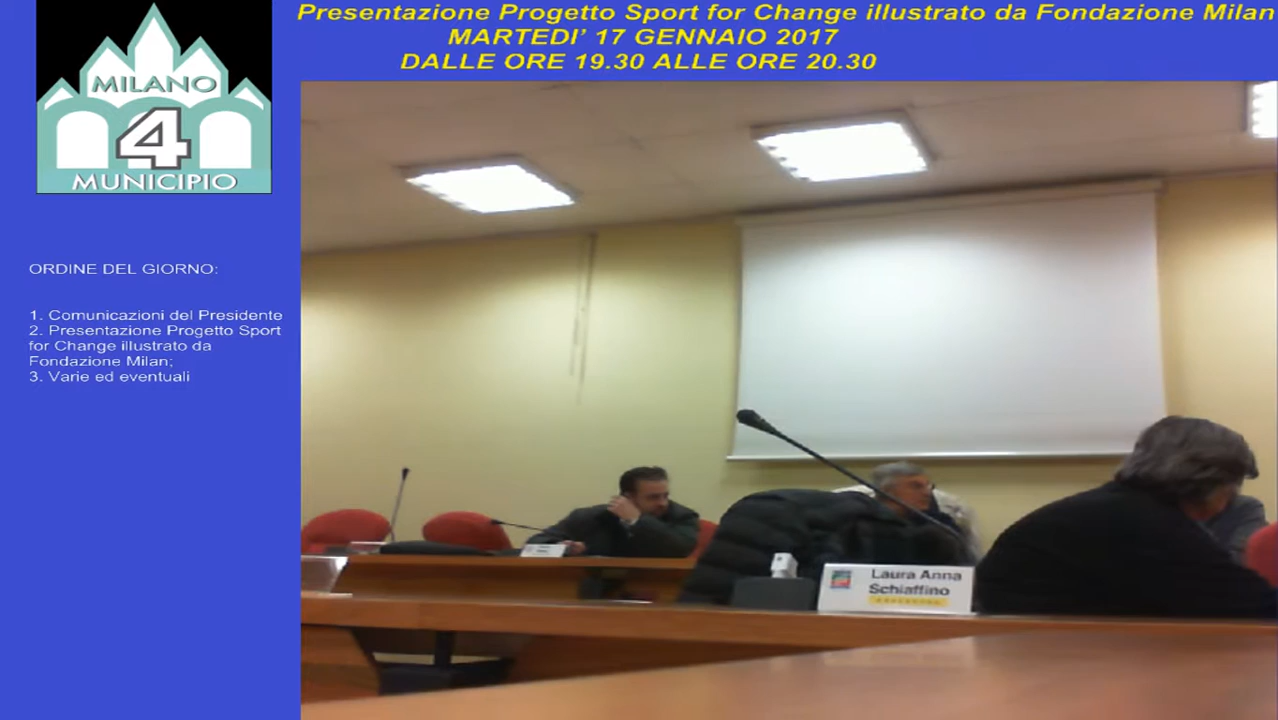 Presentazione Progetto Sport for Change illustrato da Fondazione Milan
MARTEDI' 17 GENNAIO 2017
DALLE ORE 19.30 ALLE ORE 20.30
MILANO
4
MUNICIPIO
ORDINE DEL GIORNO:
1. Comunicazioni del Presidente
2. Presentazione Progetto Sport
for Change illustrato da
Fondazione Milan;
3. Varie ed eventuali
Laura Anna
Schiaffino